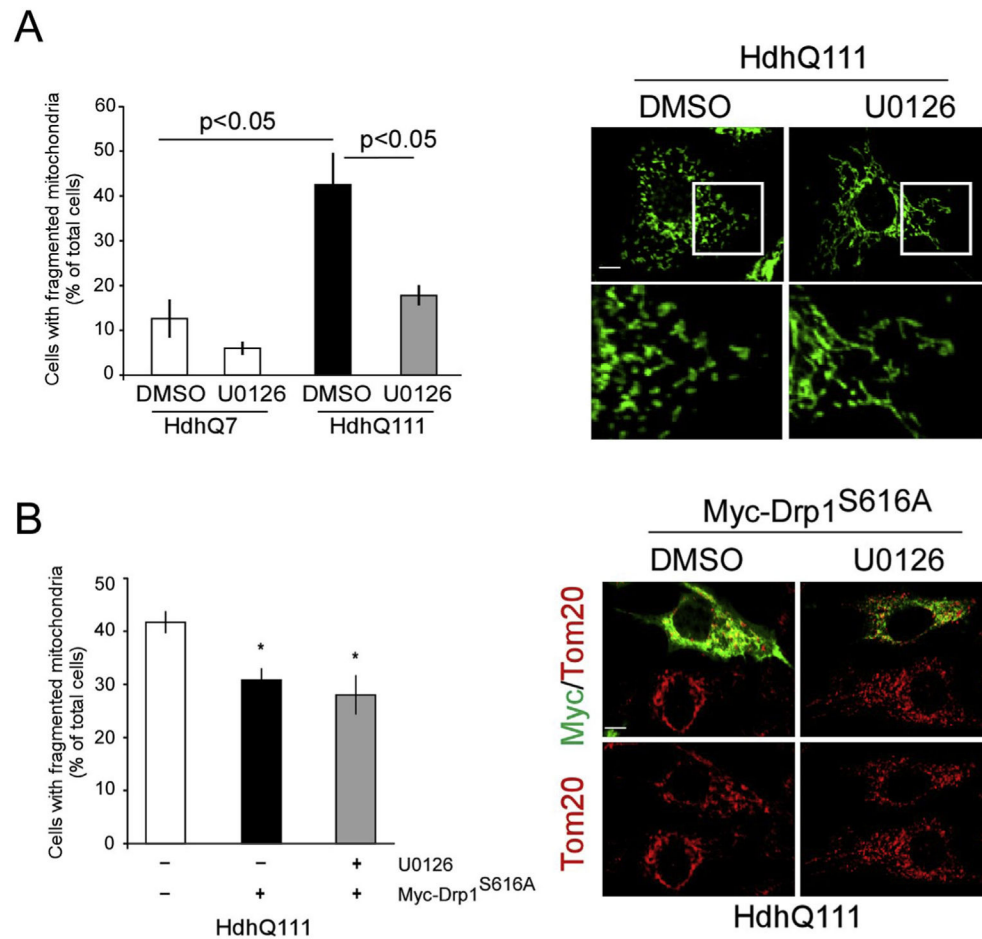 A
Cells with fragmented mitochondria
(% of total cells)
60
50
40
30
20
10
0
p<0.05
p<0.05
DMSO U0126 DMSO U0126
HdhQ7 HdhQ111
HdhQ111
DMSO U0126
B
Cells with fragmented mitochondria
(% of total cells)
50
40
30
20
10
0
* *
– – + U0126
– + + Myc-Drp1S616A
HdhQ111
Myc-Drp1S616A
DMSO U0126
Myc/Tom20
Tom20
HdhQ111